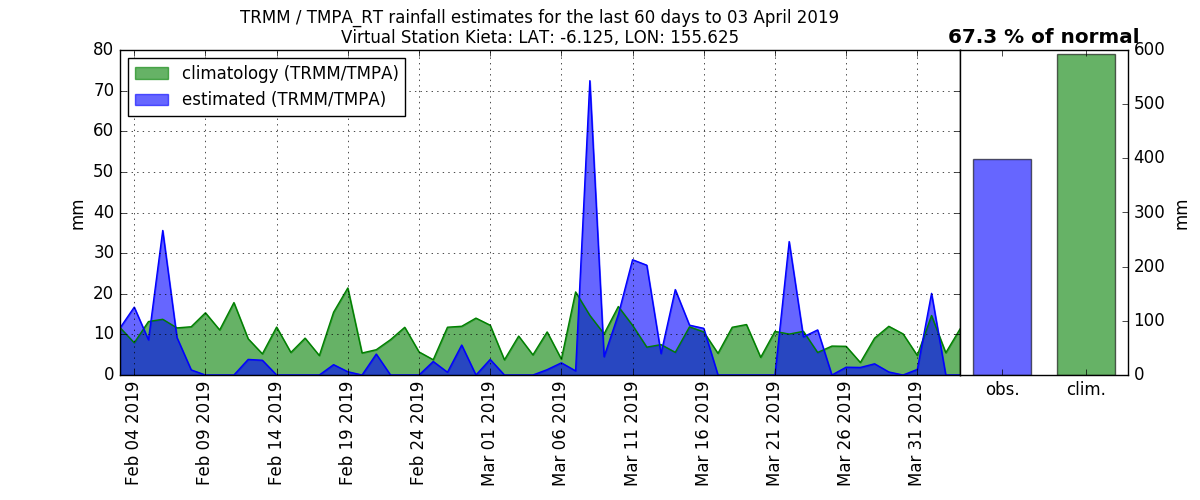 TRMM / TMPA_RT rainfall estimates for the last 60 days to 03 April 2019
Virtual Station Kieta: LAT: -6.125, LON: 155.625
67.3 % of normal
climatology (TRMM/TMPA)
estimated (TRMM/TMPA)
80
70
60
50
40
30
20
10
0
mm
Feb 04 2019
Feb 09 2019
Feb 14 2019
Feb 19 2019
Feb 24 2019
Mar 01 2019
Mar 06 2019
Mar 11 2019
Mar 16 2019
Mar 21 2019
Mar 26 2019
Mar 31 2019
obs.
clim.
600
500
400
300
200
100
0
mm